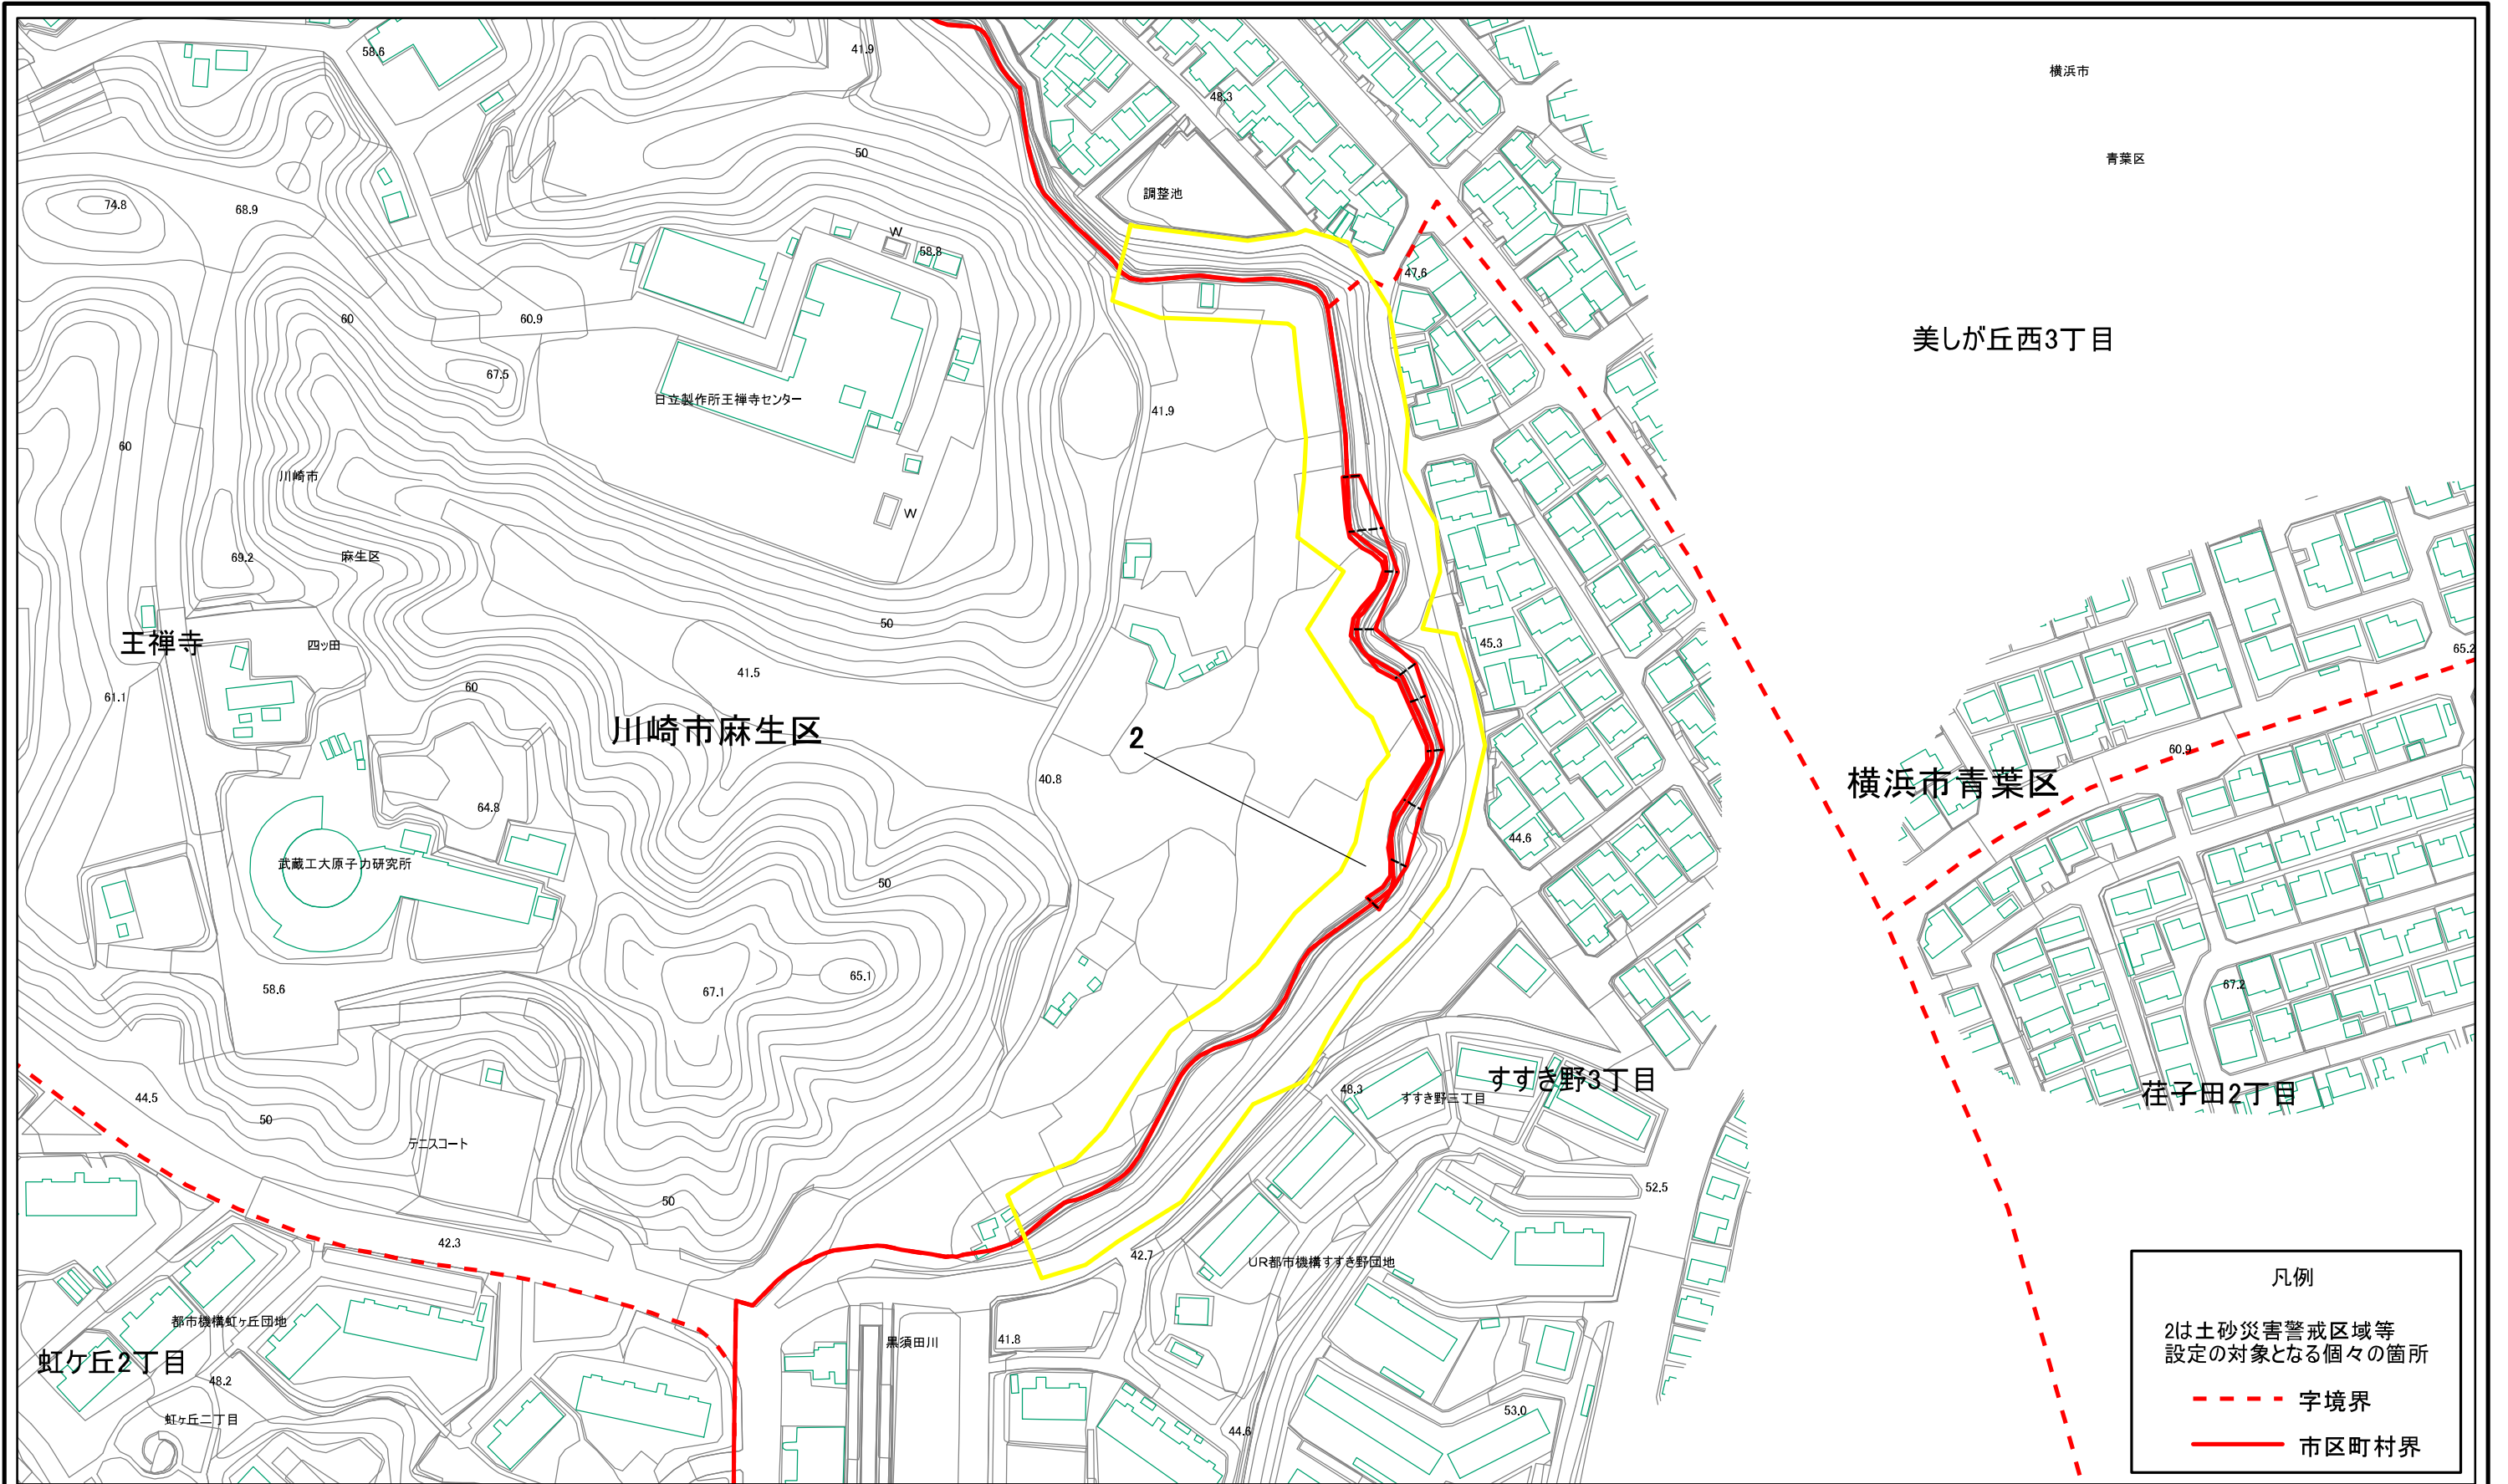 58.6
41.9
48.3
横浜市
青葉区
50
調整池
74.8
68.9
W
58.8
47.6
60
60.9
美しが丘西3丁目
67.5
日立製作所王禅寺センター
41.9
60
川崎市
W
69.2
麻生区
50
王禅寺
四ッ田
45.3
65.2
41.5
61.1
60
川崎市麻生区
2
60.9
横浜市青葉区
40.8
64.8
44.6
武蔵工大原子力研究所
50
65.1
67.1
58.6
67.2
すすき野3丁目
48.3
すすき野三丁目
荏子田2丁目
44.5
50
テニスコート
50
52.5
42.3
42.7
UR都市機構すすき野団地
都市機構虹ヶ丘団地
黒須田川
41.8
虹ケ丘2丁目
48.2
虹ヶ丘二丁目
53.0
44.6
凡例
2は土砂災害警戒区域等
設定の対象となる個々の箇所
字境界
市区町村界